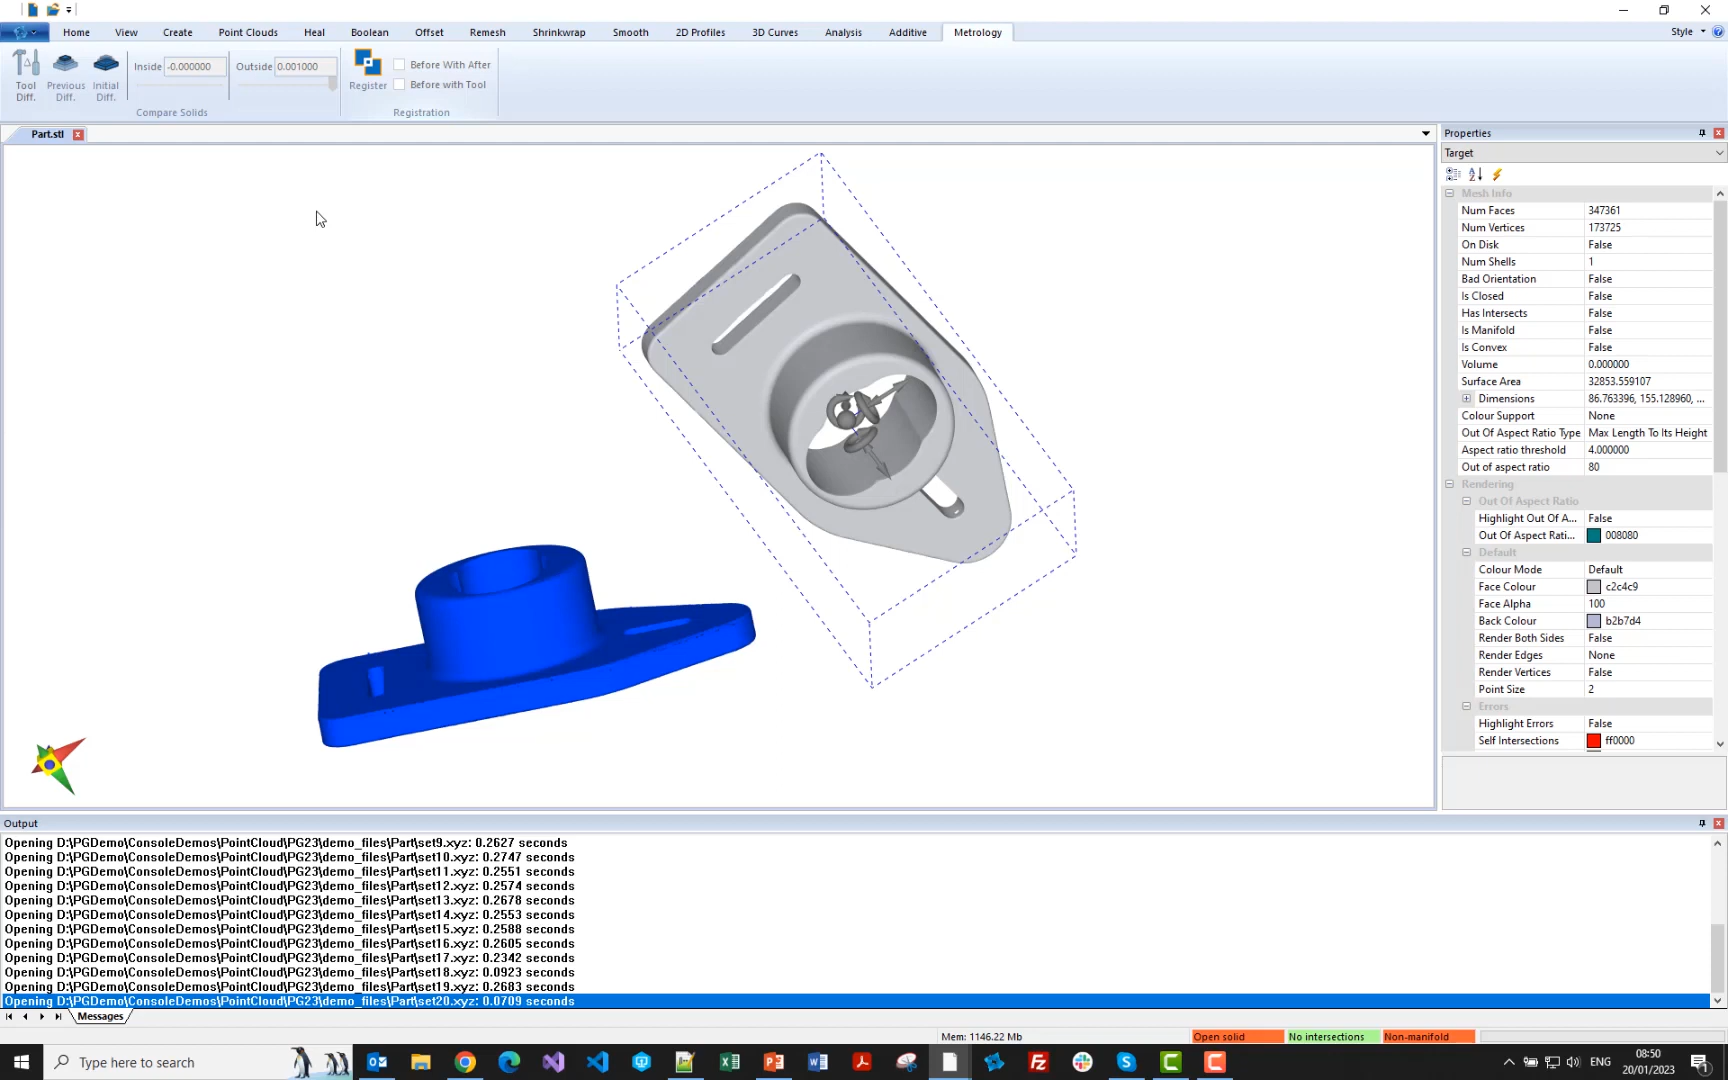 Home View Create Point Clouds Heal Boolean Offset Remesh Shrinkwrap Smooth 2D Profiles 3D Curves Analysis Additive Metrology Style
Tool Diff.
Previous Diff.
Initial Diff.
Inside -0.000000
Outside 0.001000
Compare Solids
Register
Before With After
Before with Tool
Registration
Part.stl
Properties
Target
Mesh Info
Num Faces 347361
Num Vertices 173725
On Disk False
Num Shells 1
Bad Orientation False
Is Closed False
Has Intersects False
Is Manifold False
Is Convex False
Volume 0.000000
Surface Area 32853.559107
Dimensions 86.763396, 155.128960, ...
Colour Support None
Out Of Aspect Ratio Type Max Length To Its Height
Aspect ratio threshold 4.000000
Out of aspect ratio 80
Rendering
Out Of Aspect Ratio
Highlight Out Of A... False
Out Of Aspect Rati... 008080
Default
Colour Mode Default
Face Colour c2c4c9
Face Alpha 100
Back Colour b2b7d4
Render Both Sides False
Render Edges None
Render Vertices False
Point Size 2
Errors
Highlight Errors False
Self Intersections ff0000
Output
Opening D:\PGDemo\ConsoleDemos\PointCloud\PG23\demo_files\Part\set9.xyz: 0.2627 seconds
Opening D:\PGDemo\ConsoleDemos\PointCloud\PG23\demo_files\Part\set10.xyz: 0.2747 seconds
Opening D:\PGDemo\ConsoleDemos\PointCloud\PG23\demo_files\Part\set11.xyz: 0.2551 seconds
Opening D:\PGDemo\ConsoleDemos\PointCloud\PG23\demo_files\Part\set12.xyz: 0.2574 seconds
Opening D:\PGDemo\ConsoleDemos\PointCloud\PG23\demo_files\Part\set13.xyz: 0.2678 seconds
Opening D:\PGDemo\ConsoleDemos\PointCloud\PG23\demo_files\Part\set14.xyz: 0.2553 seconds
Opening D:\PGDemo\ConsoleDemos\PointCloud\PG23\demo_files\Part\set15.xyz: 0.2588 seconds
Opening D:\PGDemo\ConsoleDemos\PointCloud\PG23\demo_files\Part\set16.xyz: 0.2605 seconds
Opening D:\PGDemo\ConsoleDemos\PointCloud\PG23\demo_files\Part\set17.xyz: 0.2342 seconds
Opening D:\PGDemo\ConsoleDemos\PointCloud\PG23\demo_files\Part\set18.xyz: 0.0923 seconds
Opening D:\PGDemo\ConsoleDemos\PointCloud\PG23\demo_files\Part\set19.xyz: 0.2683 seconds
Opening D:\PGDemo\ConsoleDemos\PointCloud\PG23\demo_files\Part\set20.xyz: 0.0709 seconds
Messages
Mem: 1146.22 Mb
Open solid No intersections Non-manifold
Type here to search
ENG
08:50
20/01/2023